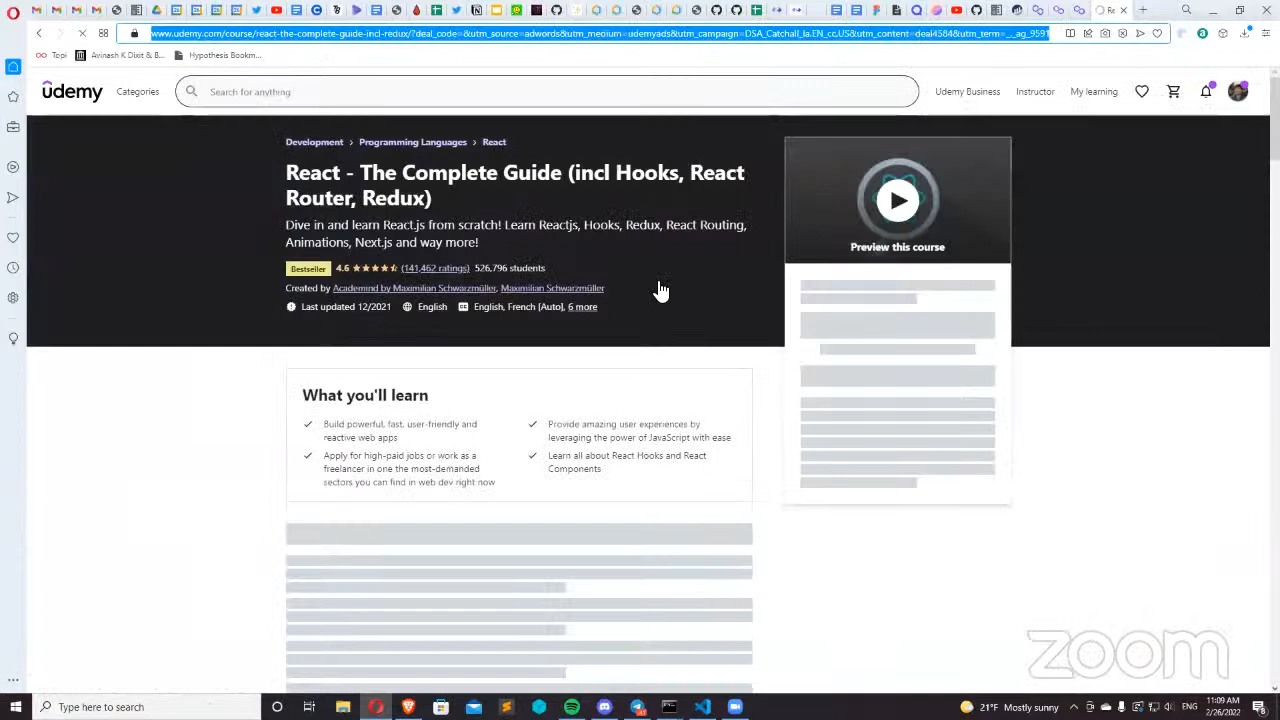 Re
www.udemy.com/course/react-the-complete-guide-incl-redux/?deal_code=&utm_source=adwords&utm_medium=udemyads&utm_campaign=DSA_Catchall_la.EN_cc.US&utm_content=deal4584&utm_term=_._ag_9591
Topi
Avinash K Dixit & B...
Hypothesis Bookm...
ûdemy
Categories
Search for anything
Udemy Business
Instructor
My learning
Development > Programming Languages > React
React - The Complete Guide (incl Hooks, React
Router, Redux)
Dive in and learn React.js from scratch! Learn Reactjs, Hooks, Redux, React Routing,
Animations, Next.js and way more!
Bestseller 4.6 (141,462 ratings) 526,796 students
Created by Academind by Maximilian Schwarzmüller, Maximilian Schwarzmüller
Last updated 12/2021 English English, French [Auto], 6 more
Preview this course
What you'll learn
Build powerful, fast, user-friendly and
reactive web apps
Apply for high-paid jobs or work as a
freelancer in one the most-demanded
sectors you can find in web dev right now
Provide amazing user experiences by
leveraging the power of JavaScript with ease
Learn all about React Hooks and React
Components
zoom
Type here to search
21°F Mostly sunny
11:09 AM
2/26/2022